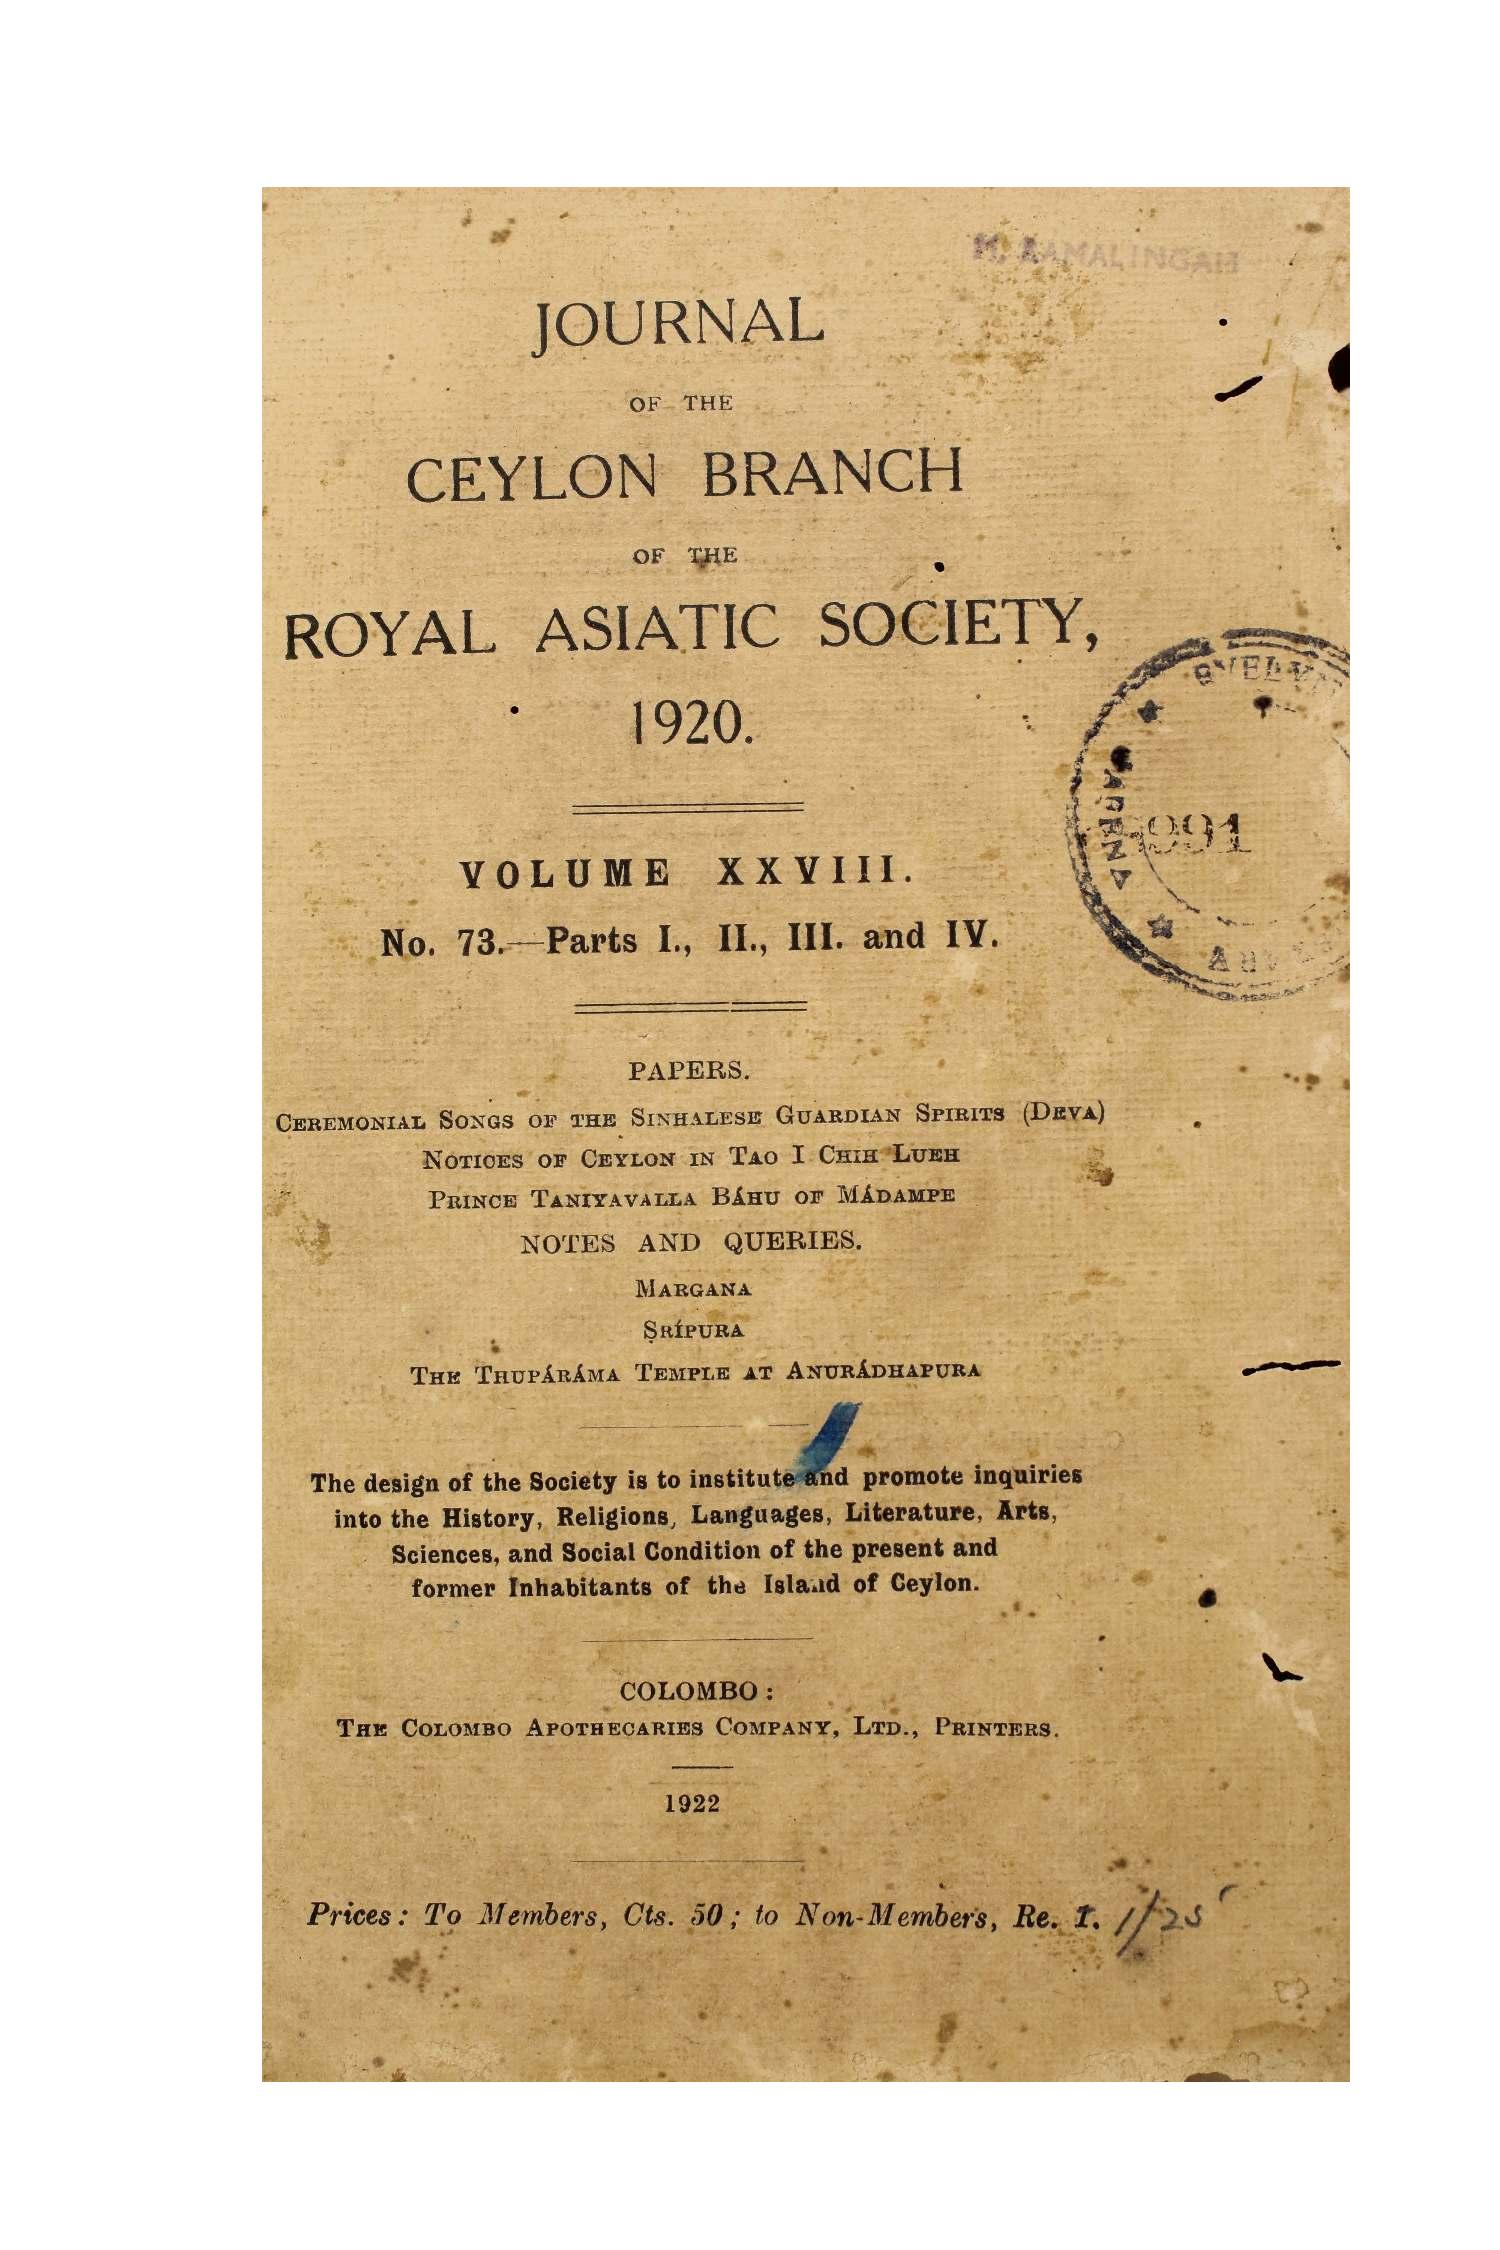 M. RAMALINGAH
JOURNAL
OF THE
CEYLON BRANCH
OF THE
ROYAL ASIATIC SOCIETY,
1920.
VOLUME XXVIII.
No. 73.—Parts I., II., III. and IV.
PAPERS.
CEREMONIAL SONGS OF THE SINHALESE GUARDIAN SPIRITS (DEVA)
NOTICES OF CEYLON IN TAO I CHIH LUEH
PRINCE TANIYAVALLA BÁHU OF MÁDAMPE
NOTES AND QUERIES.
MARGANA
ṢRÍPURA
THE THUPÁRÁMA TEMPLE AT ANURÁDHAPURA
The design of the Society is to institute and promote inquiries
into the History, Religions, Languages, Literature, Arts,
Sciences, and Social Condition of the present and
former Inhabitants of the Island of Ceylon.
COLOMBO:
THE COLOMBO APOTHECARIES COMPANY, LTD., PRINTERS.
1922
Prices: To Members, Cts. 50; to Non-Members, Re. 1. 1/25